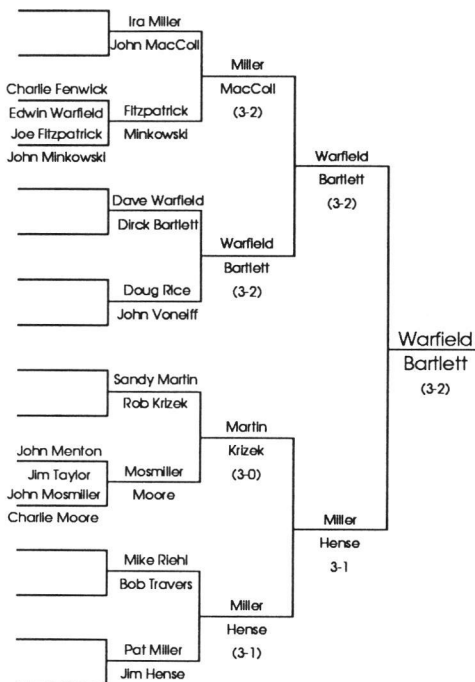 Ira Miller
John MacColl
Charlie Fenwick
Edwin Warfield
Joe Fitzpatrick
John Minkowski
Fitzpatrick
Minkowski
Miller
MacColl
(3-2)
Dave Warfield
Dirck Bartlett
Doug Rice
John Voneiff
Warfield
Bartlett
(3-2)
Warfield
Bartlett
(3-2)
Sandy Martin
Rob Krizek
John Menton
Jim Taylor
John Mosmiller
Charlie Moore
Mosmiller
Moore
Martin
Krizek
(3-0)
Mike Riehl
Bob Travers
Pat Miller
Jim Hense
Miller
Hense
(3-1)
Miller
Hense
3-1
Warfield
Bartlett
(3-2)